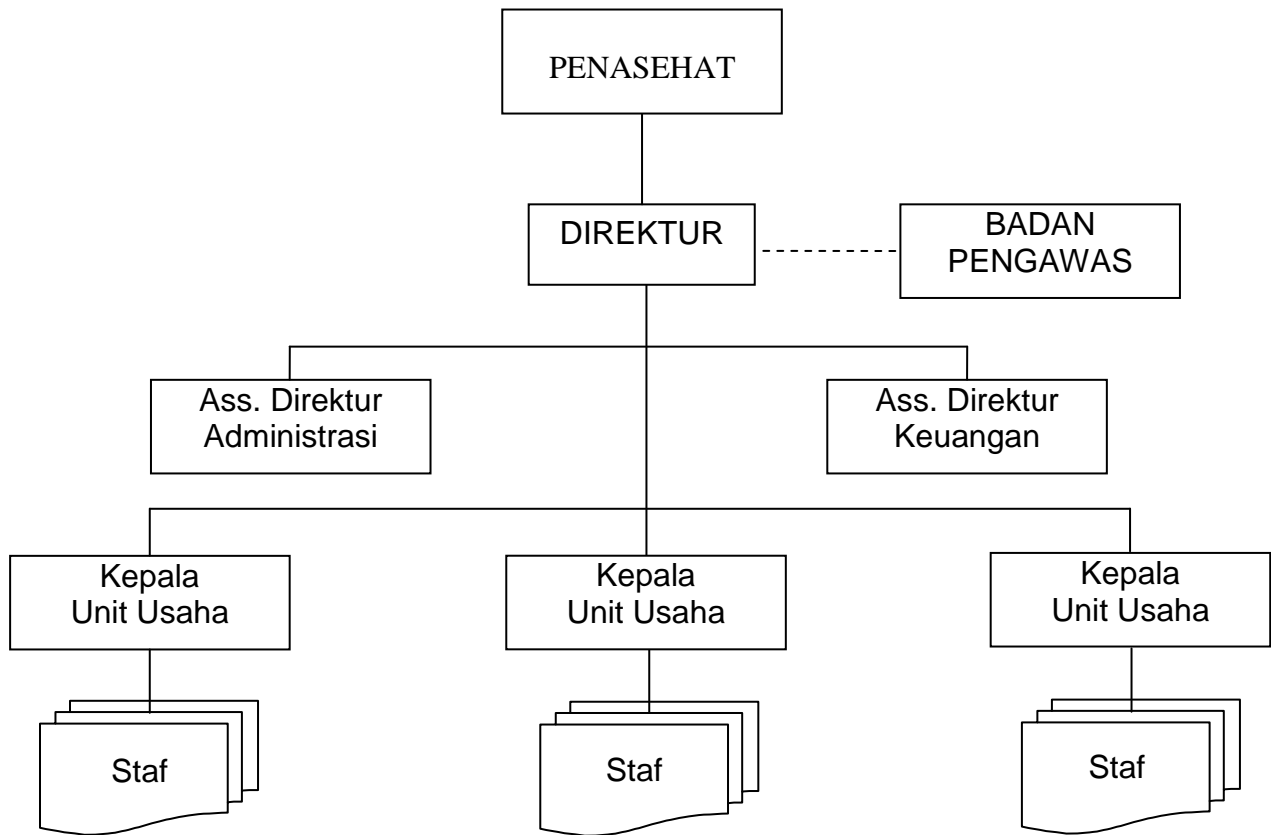 PENASEHAT
DIREKTUR
BADAN
PENGAWAS
Ass. Direktur
Administrasi
Ass. Direktur
Keuangan
Kepala
Unit Usaha
Kepala
Unit Usaha
Kepala
Unit Usaha
Staf
Staf
Staf